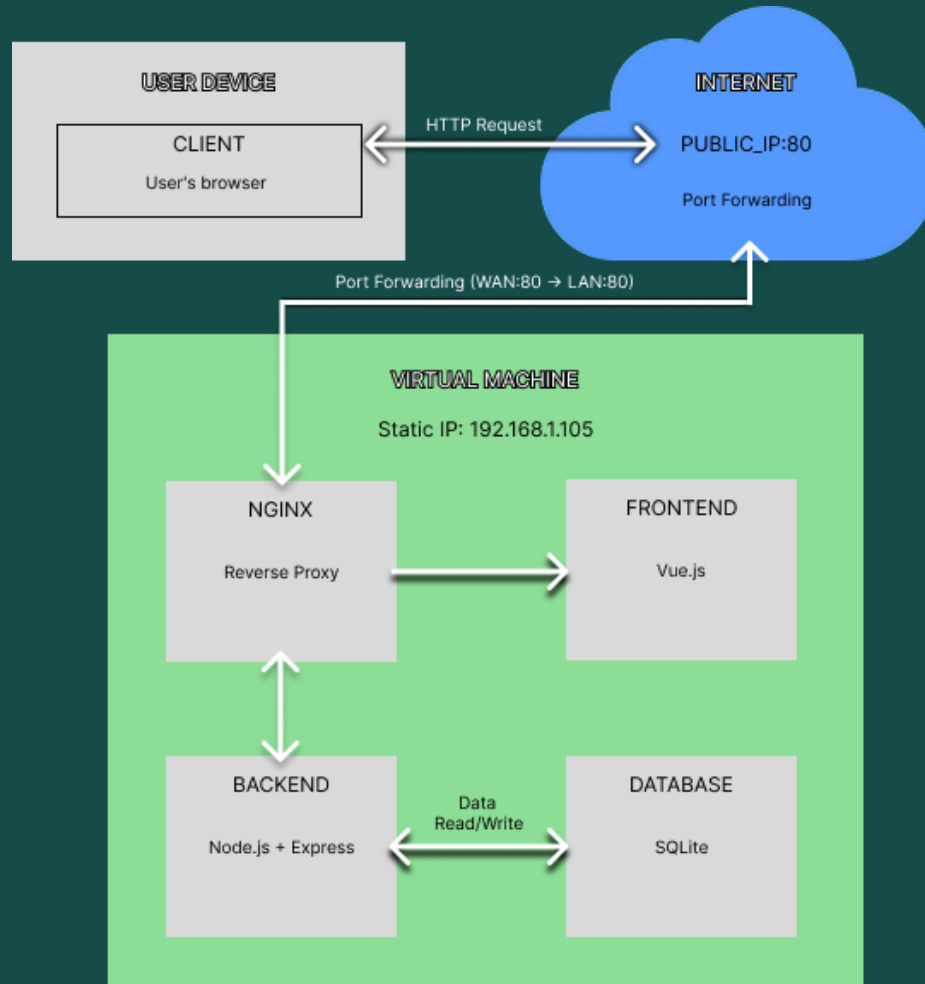 USER DEVICE
CLIENT
User's browser
HTTP Request
INTERNET
PUBLIC_IP:80
Port Forwarding
Port Forwarding (WAN:80 → LAN:80)
VIRTUAL MACHINE
Static IP: 192.168.1.105
NGINX
Reverse Proxy
FRONTEND
Vue.js
BACKEND
Node.js + Express
Data
Read/Write
DATABASE
SQLite